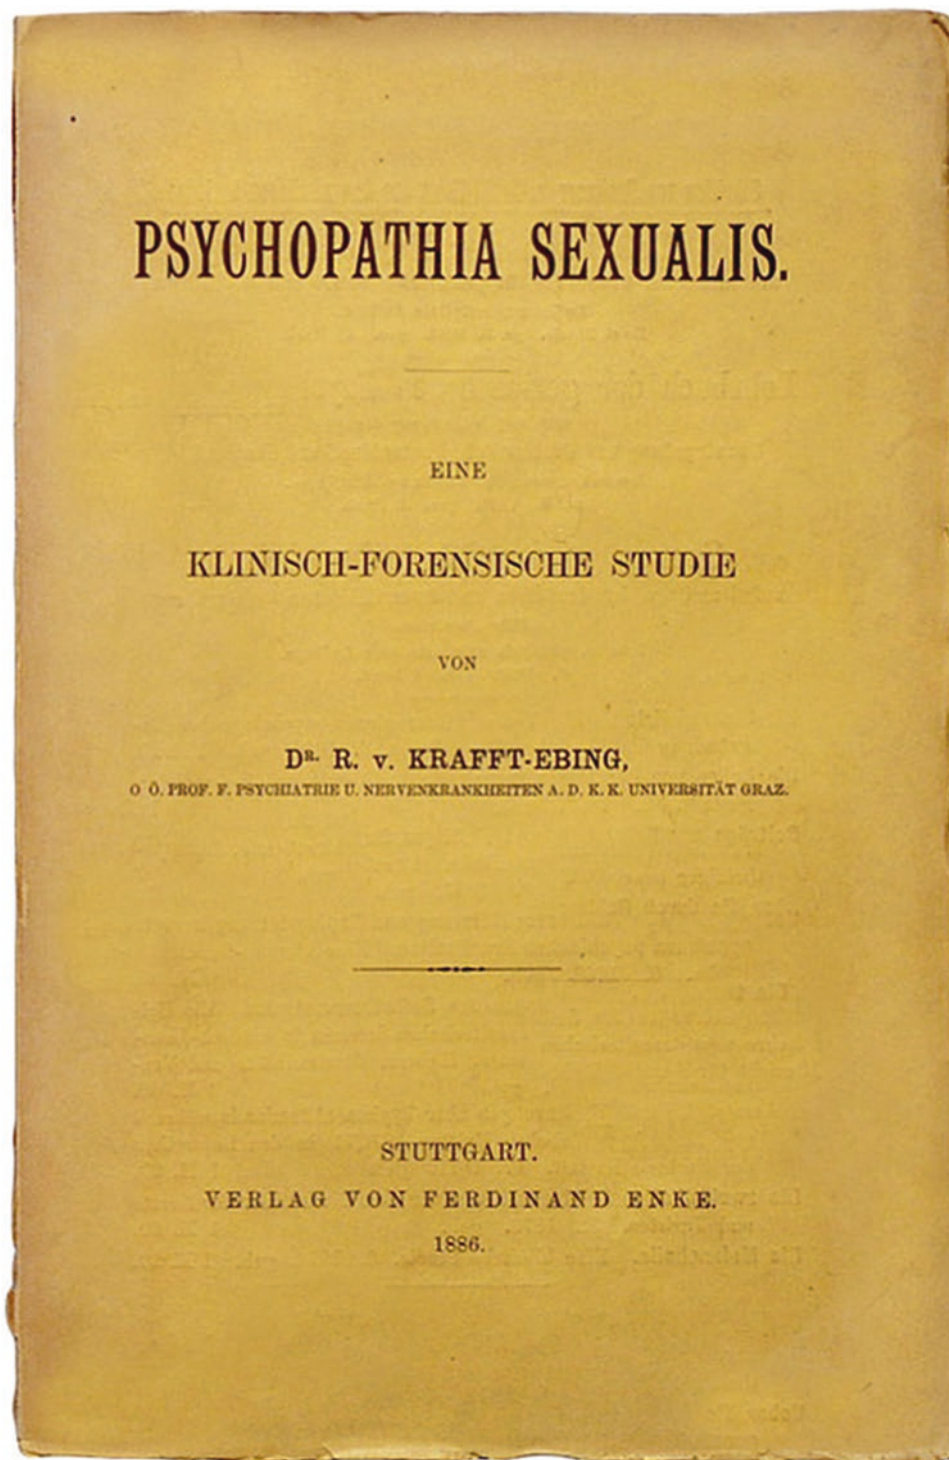 PSYCHOPATHIA SEXUALIS.
EINE
KLINISCH-FORENSISCHE STUDIE
VON
DR. R. v. KRAFFT-EBING,
O Ö. PROF. F. PSYCHIATRIE U. NERVENKRANKHEITEN A. D. K. K. UNIVERSITÄT GRAZ.
STUTTGART.
VERLAG VON FERDINAND ENKE.
1886.